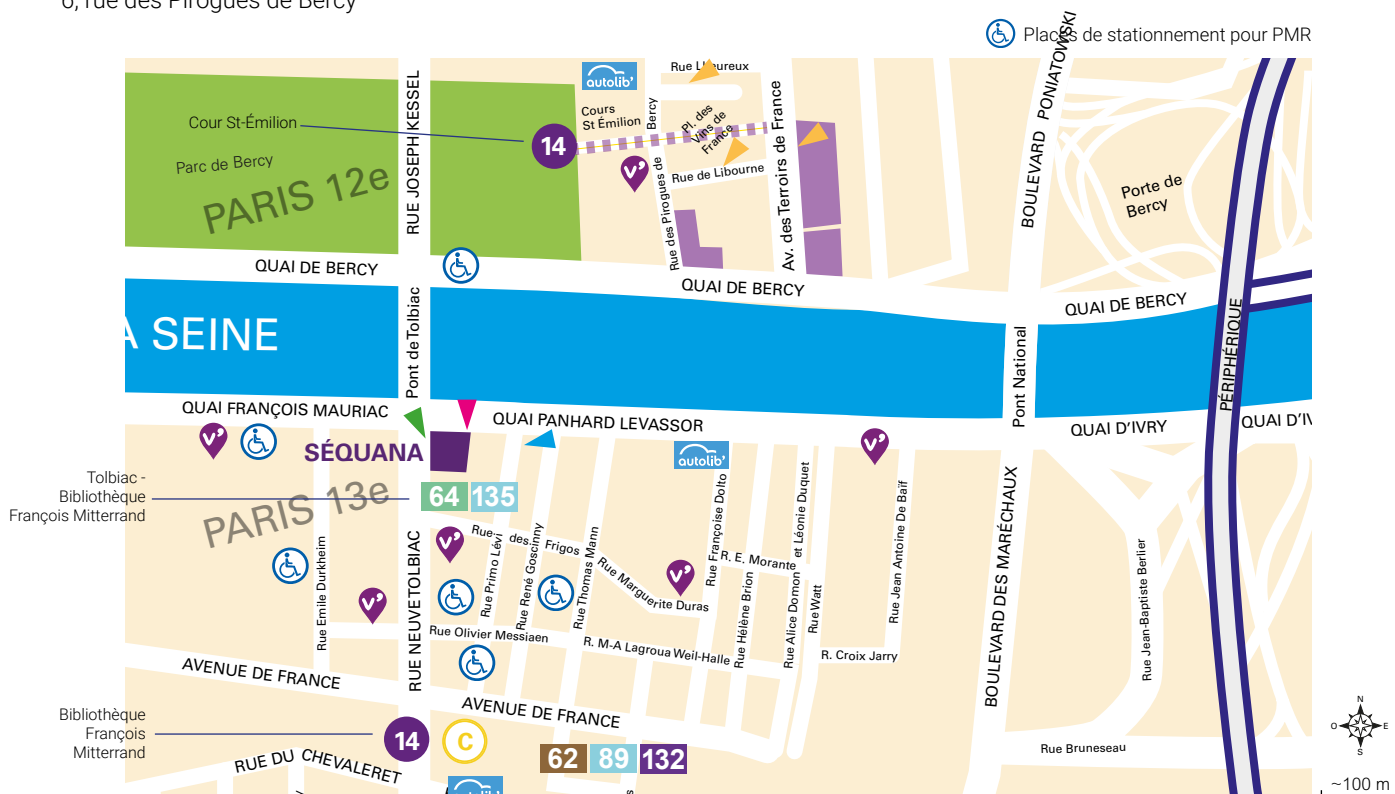 6, rue des Pirogues de Bercy
Places de stationnement pour PMR
autolib'
Rue Lheureux
BOULEVARD PONIATOWSKI
RUE JOSEPH KESSEL
Cour St-Émilion
14
Cours
St Émilion
Pl. des
Vins de
France
Parc de Bercy
PARIS 12e
V'
Rue de Libourne
Rue des Pirogues de Bercy
Av. des Terroirs de France
Porte de
Bercy
QUAI DE BERCY
QUAI DE BERCY
QUAI DE BERCY
A SEINE
Pont de Tolbiac
Pont National
PÉRIPHÉRIQUE
QUAI FRANÇOIS MAURIAC
QUAI PANHARD LEVASSOR
QUAI D'IVRY
QUAI D'IV
V'
V'
SÉQUANA
autolib'
Tolbiac -
Bibliothèque
François Mitterrand
64
135
PARIS 13e
V'
Rue des Frigos
Rue Emile Durkheim
RUE NEUVE TOLBIAC
Rue Primo Lévi
Rue René Goscinny
Rue Thomas Mann
Rue Marguerite Duras
V'
V'
Rue Françoise Dolto
R. E. Morante
Rue Hélène Brion
Rue Alice Domon et Léonie Duquet
Rue Watt
Rue Jean Antoine De Baïf
BOULEVARD DES MARÉCHAUX
Rue Jean-Baptiste Berlier
Rue Olivier Messiaen
R. M-A Lagroua Weil-Halle
R. Croix Jarry
AVENUE DE FRANCE
AVENUE DE FRANCE
Bibliothèque
François
Mitterrand
14
C
62
89
132
Rue Bruneseau
RUE DU CHEVALERET
autolib'
N
O
E
S
~100 m